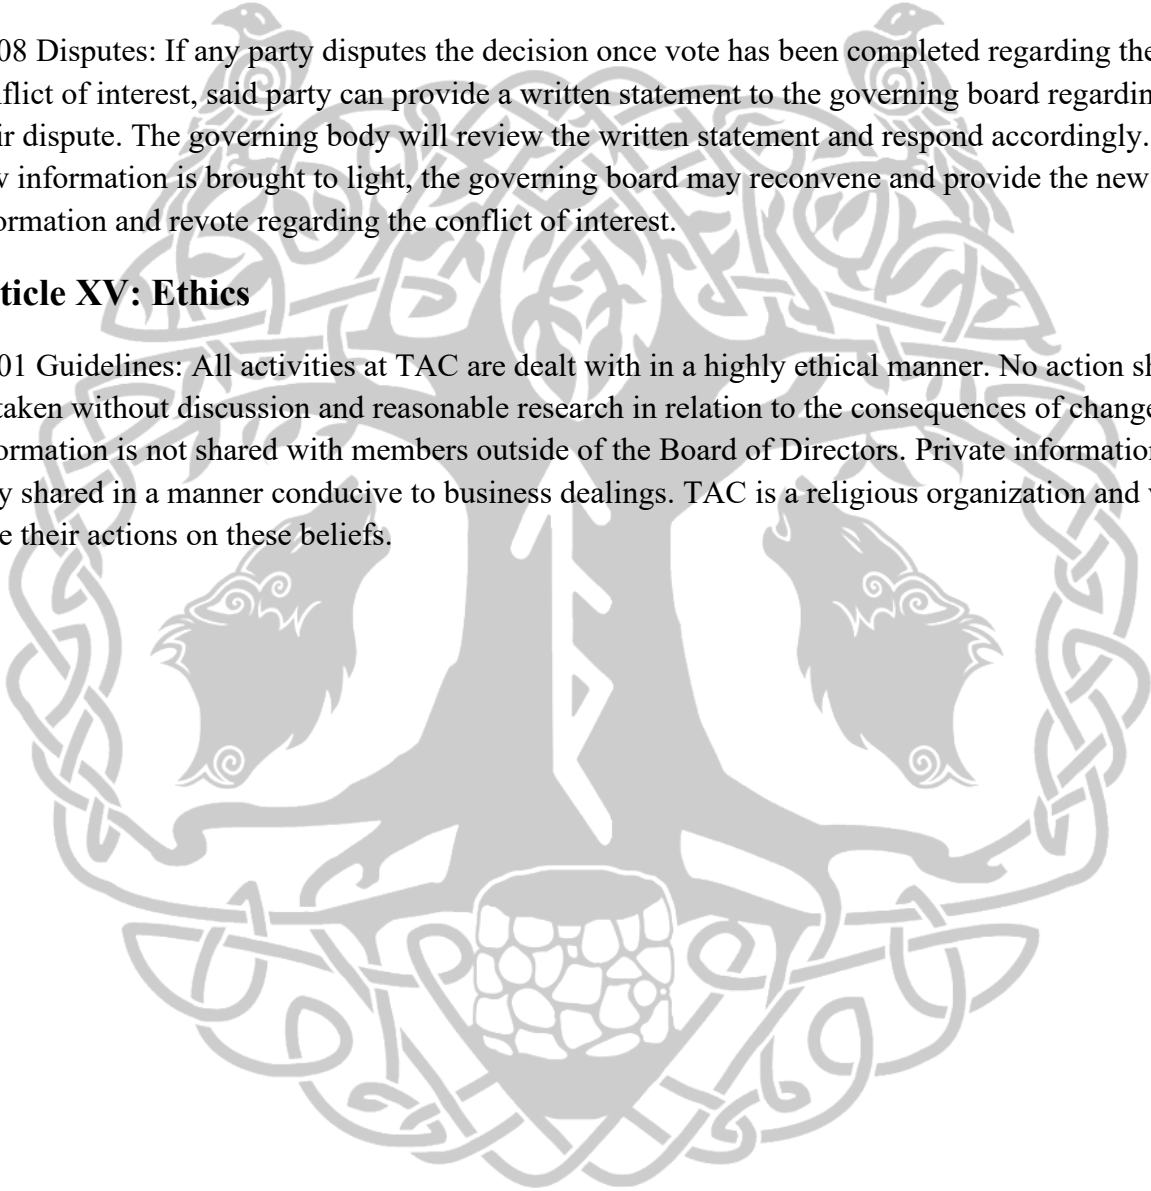 08 Disputes: If any party disputes the decision once vote has been completed regarding the
flict of interest, said party can provide a written statement to the governing board regardin
ir dispute. The governing body will review the written statement and respond accordingly.
information is brought to light, the governing board may reconvene and provide the new
ormation and revote regarding the conflict of interest.
ticle XV: Ethics
01 Guidelines: All activities at TAC are dealt with in a highly ethical manner. No action sh
taken without discussion and reasonable research in relation to the consequences of change
ormation is not shared with members outside of the Board of Directors. Private information
y shared in a manner conducive to business dealings. TAC is a religious organization and
e their actions on these beliefs.